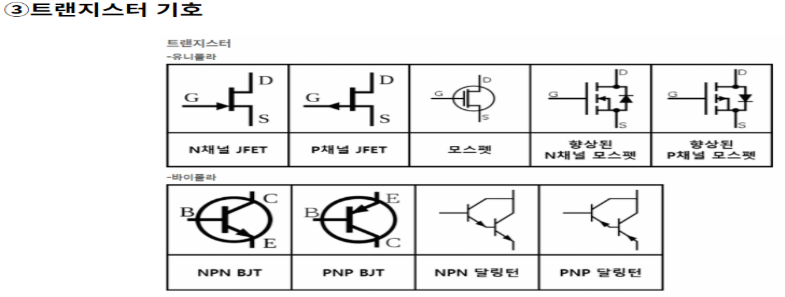 ③트랜지스터 기호
트랜지스터
-유니폴라
D
G
S
D
G
S
D
G
S
D
G
S
D
G
S
N채널 JFET
P채널 JFET
모스펫
향상된
N채널 모스펫
향상된
P채널 모스펫
-바이폴라
C
B
E
E
B
C
NPN BJT
PNP BJT
NPN 달링턴
PNP 달링턴